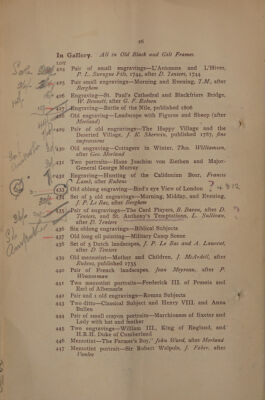 26
In Gallery. All in Old Black and Gilt Frames.
LOT
424 Pair of small engravings—L'Automne and L'Hiver,
P. L. Surugue Fils, 1744, after D. Teniers, 1744
425 Pair small engravings—Morning and Evening, T.M., after
Berghem
426 Engraving—St. Paul's Cathedral and Blackfriars Bridge,
W. Bennett, after G. F. Robson
427 Engraving—Battle of the Nile, published 1806
428 Old engraving—Landscape with Figures and Sheep (after
Morland)
429 Pair of old engravings—The Happy Village and the
Deserted Village, J. K. Sherwin, published 1787, fine
impressions
430 Old engraving—Cottagers in Winter, Thos. Williamson,
after Geo. Morland
431 Two portraits—Hans Joachim von Zeithen and Major-
General George Murray
432 Engraving—Hunting of the Calidonian Boar, Francis
Lamb, after Rubens
433 Old oblong engraving—Bird's eye View of London
434 Set of 3 old engravings—Morning, Midday, and Evening,
J. P. Le Bas, after Berghem
435 Pair of engravings—The Card Players, B. Baron, after D.
Teniers, and St. Anthony's Temptations, L. Sullivan,
after D. Teniers
436 Six oblong engravings—Biblical Subjects
437 Old long oil painting—Military Camp Scene
438 Set of 3 Dutch Landscapes, J. P. Le Bas and A. Laurent,
after D. Teniers
439 Old mezzotint—Mother and Children, J. McArdell, after
Rubens, published 1755
440 Pair of French landscapes, Jean Moyreau, after P.
Wouwerman
441 Two mezzotint portraits—Frederick III. of Prussia and
Earl of Albemarle
442 Pair and 1 old engraving—Roman Subjects
443 Two ditto—Classical Subject and Henry VIII. and Anna
Bullen
444 Pair of small crayon portraits—Marchioness of Exeter and
Lady with hat and mother
445 Two engravings—William III., King of England, and
H.R.H. Duke of Cumberland
446 Mezzotint—The Farmer's Boy, John Ward, after Morland
447 Mezzotint portrait—Sir Robert Walpole, J. Faber, after
Vanloo